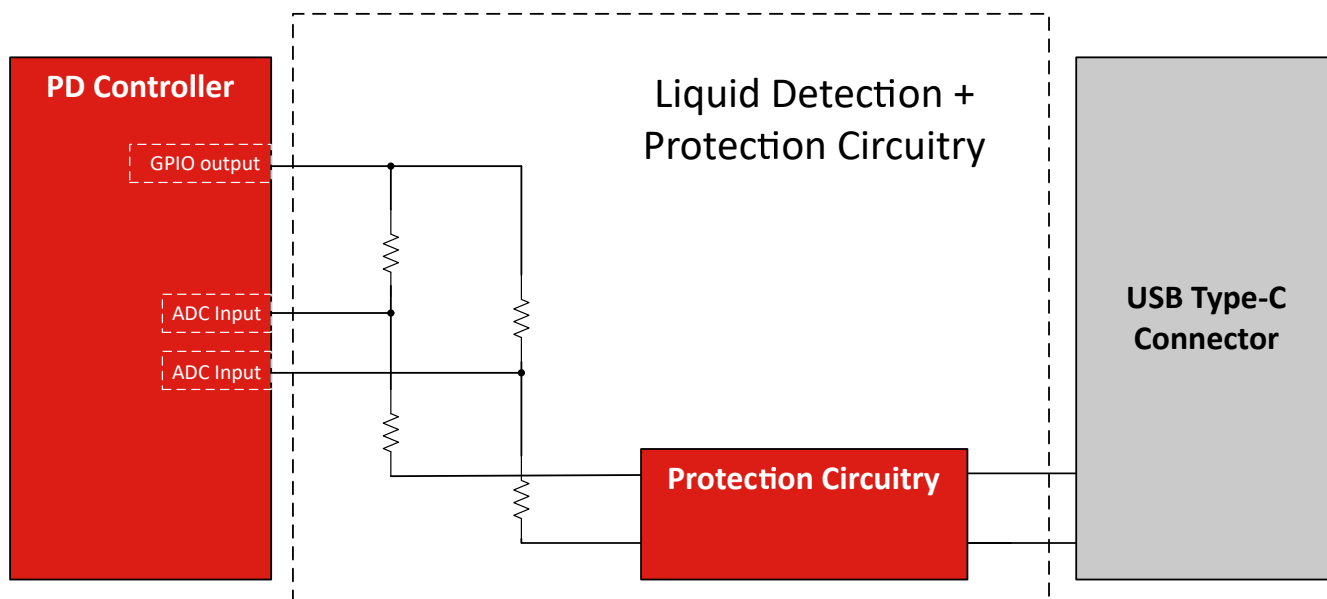 PD Controller
GPIO output
ADC Input
ADC Input
Liquid Detection +
Protection Circuitry
Protection Circuitry
USB Type-C
Connector